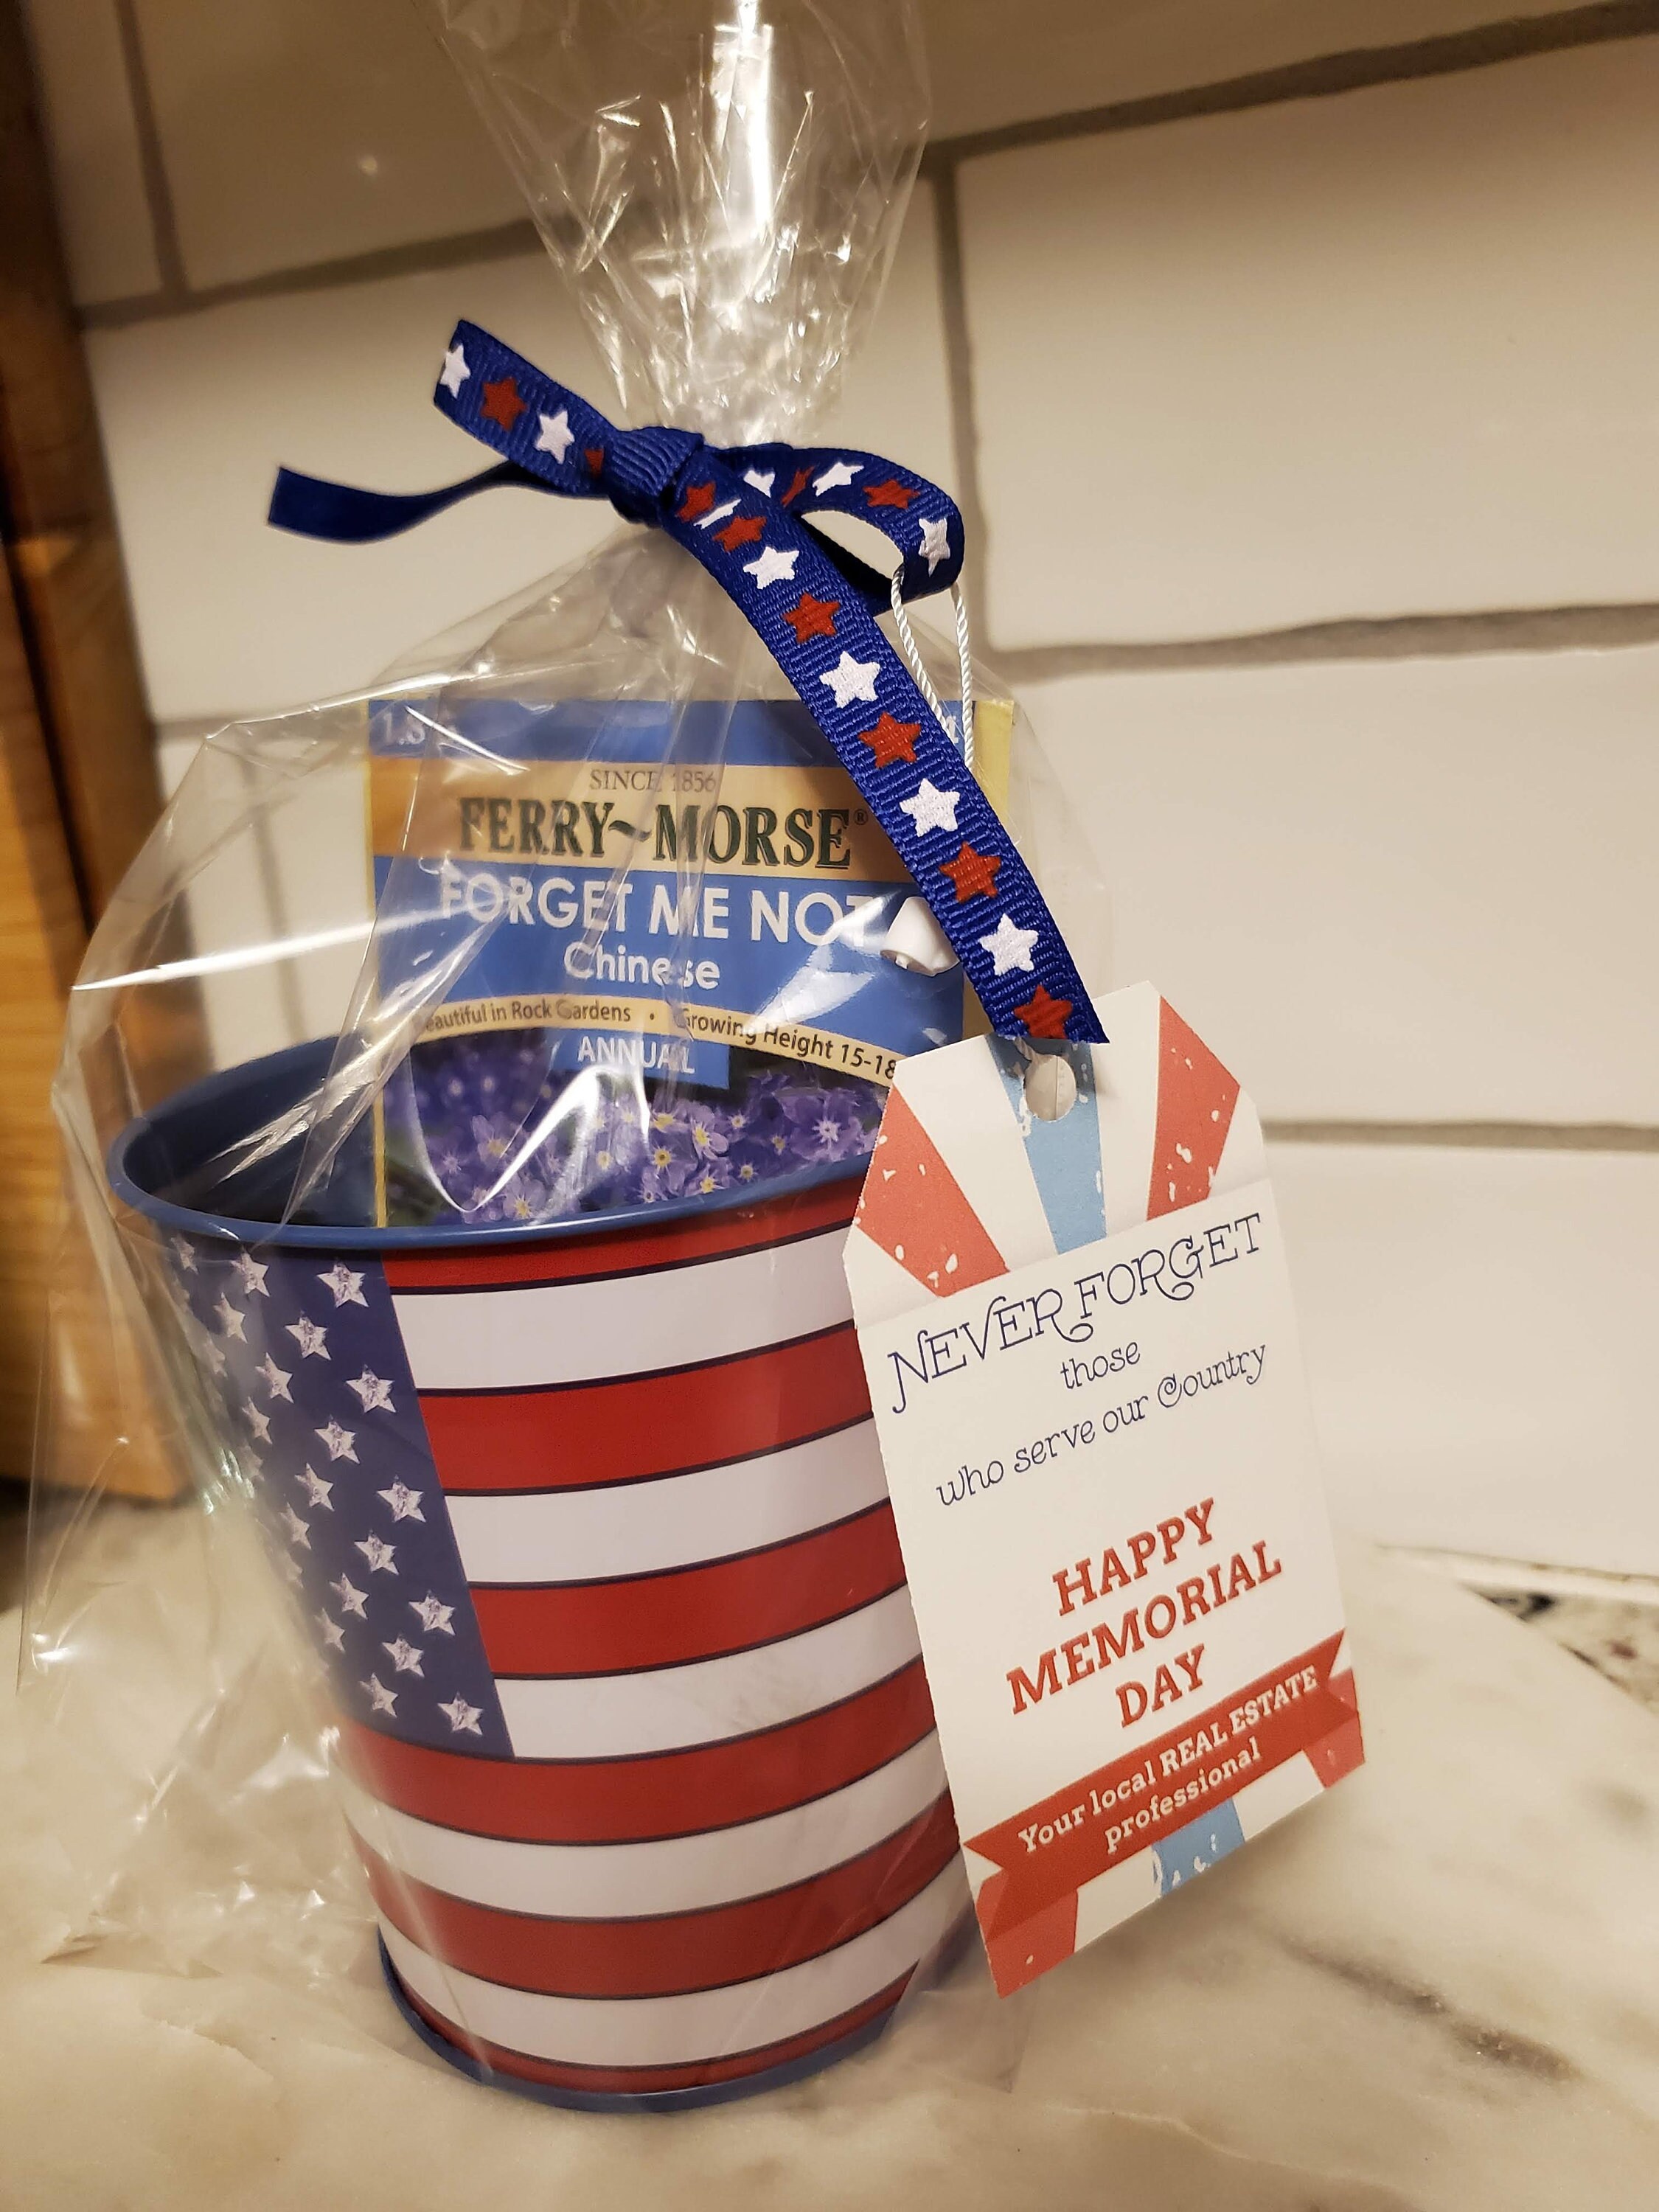 SINCE 1856
FERRY~MORSE®
FORGET ME NOT
Chinese
Beautiful in Rock Gardens • Growing Height 15-18
ANNUAL
NEVER FORGET
those
who serve our Country
HAPPY
MEMORIAL
DAY
Your local REAL ESTATE
professional